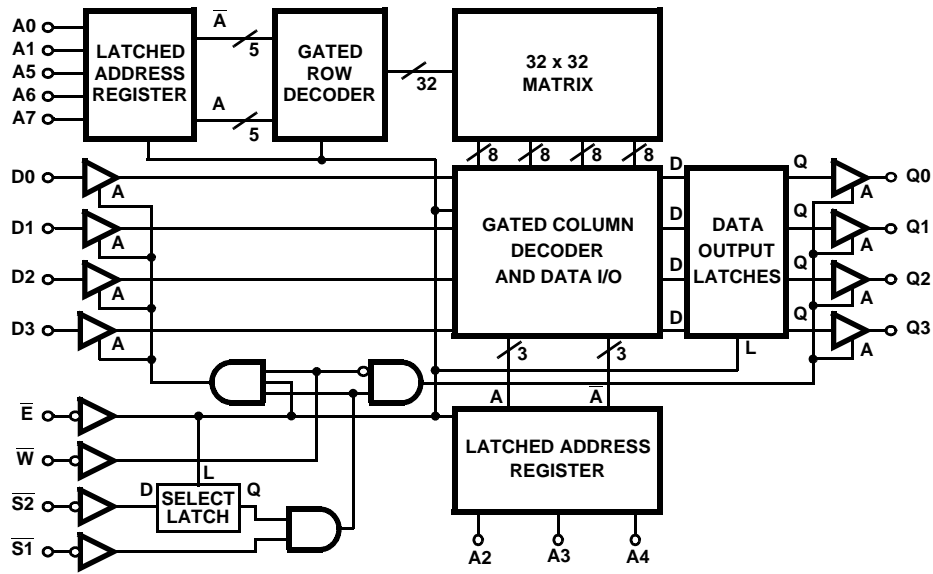 A0
A1
A5
A6
A7
LATCHED
ADDRESS
REGISTER
A̅
5
A
5
GATED
ROW
DECODER
32
32 x 32
MATRIX
8
8
8
8
D0
A
D1
A
D2
A
D3
A
GATED COLUMN
DECODER
AND DATA I/O
D
D
D
D
DATA
OUTPUT
LATCHES
L
Q
Q
Q
Q
A
Q0
A
Q1
A
Q2
A
Q3
3
3
A
A̅
E̅
W̅
S̅2̅
S̅1̅
L
D
SELECT
LATCH
Q
LATCHED ADDRESS
REGISTER
A2
A3
A4